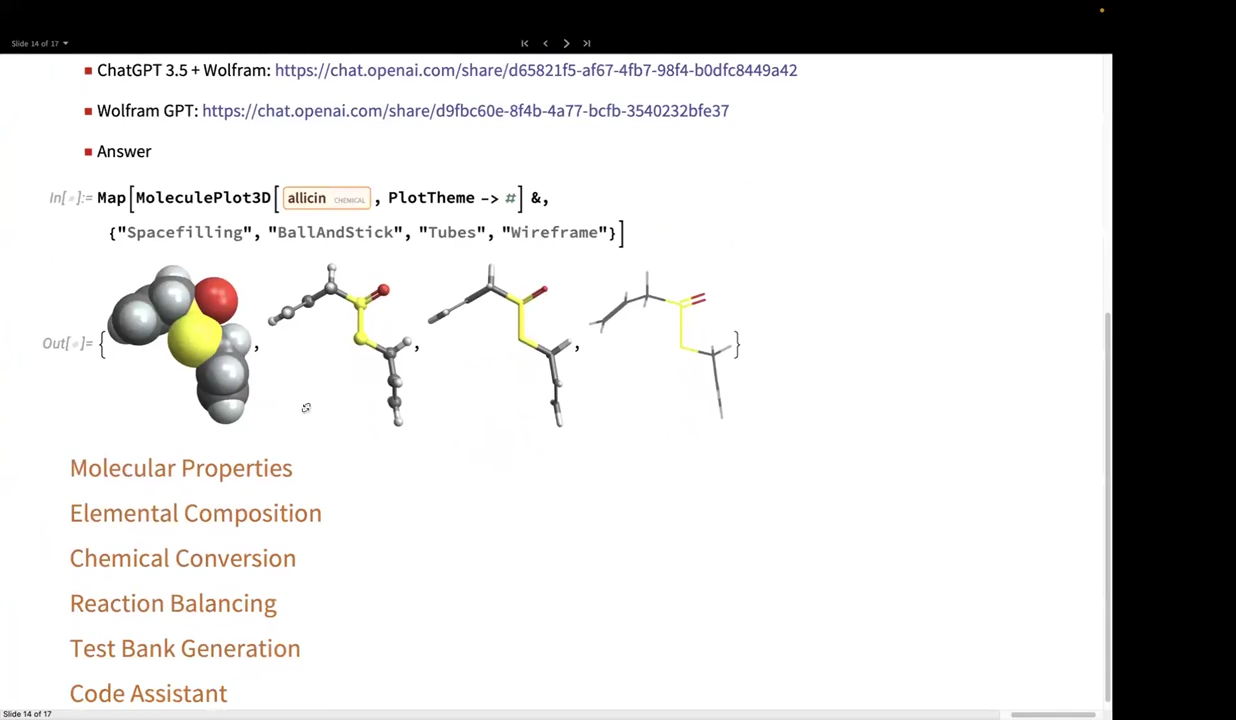 Slide 14 of 17
ChatGPT 3.5 + Wolfram: https://chat.openai.com/share/d65821f5-af67-4fb7-98f4-b0dfc8449a42
Wolfram GPT: https://chat.openai.com/share/d9fbc60e-8f4b-4a77-bcfb-3540232bfe37
Answer
In[*]:= Map[MoleculePlot3D[allicin CHEMICAL, PlotTheme -> #] &,
{"Spacefilling", "BallAndStick", "Tubes", "Wireframe"}]
Out[*]= { , , , }
Molecular Properties
Elemental Composition
Chemical Conversion
Reaction Balancing
Test Bank Generation
Code Assistant
Slide 14 of 17